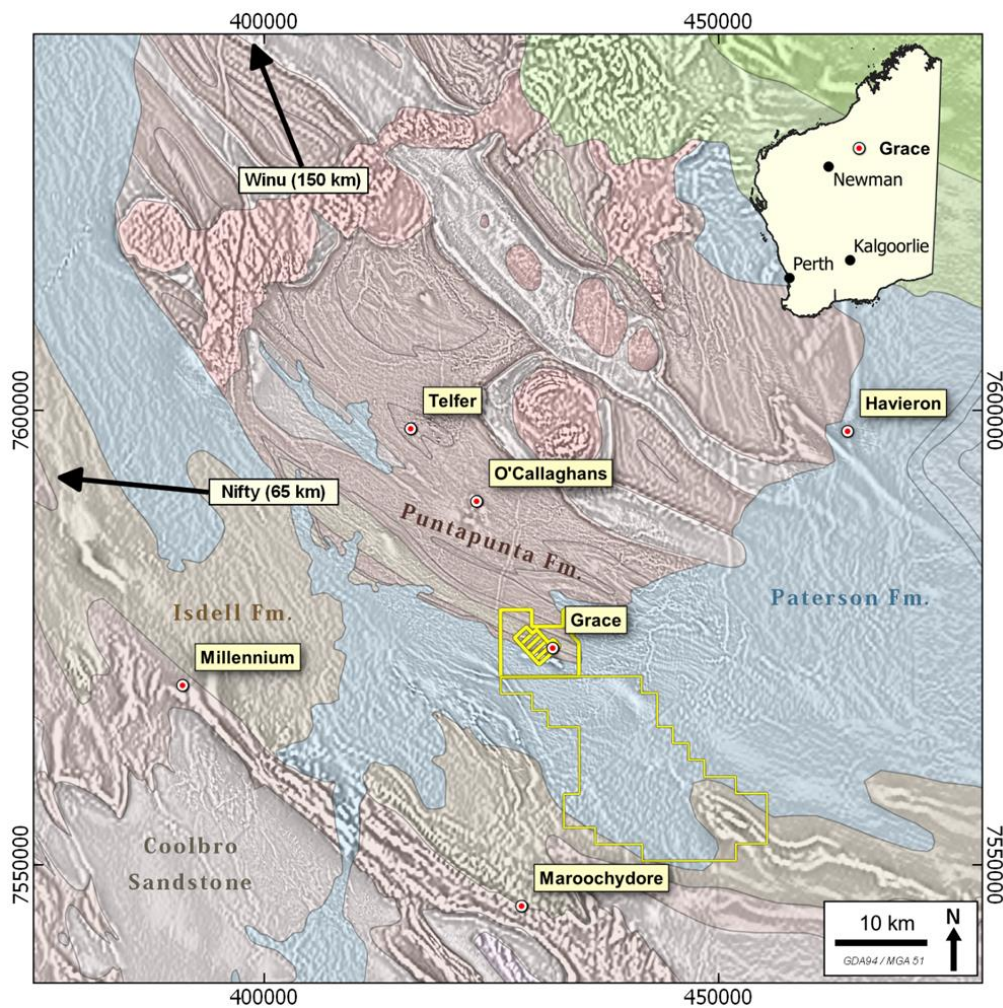 400000
450000
Winu (150 km)
Grace
Newman
Kalgoorlie
Perth
7600000
7600000
Telfer
Havieron
O'Callaghans
Nifty (65 km)
Puntapunta Fm.
Isdell Fm.
Paterson Fm.
Grace
Millennium
Coolbro
Sandstone
7550000
7550000
Maroochydore
10 km
N
GDA94 / MGA 51
400000
450000